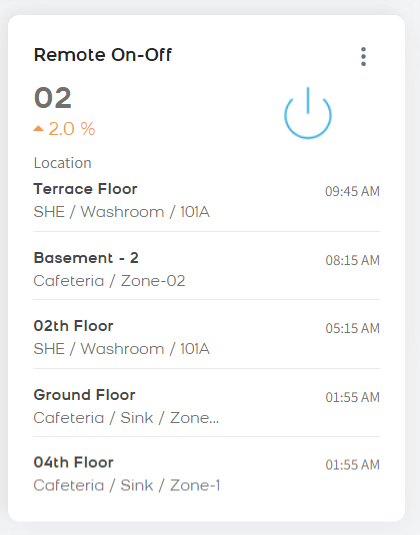 Remote On-Off
02
2.0 %
Location
Terrace Floor 09:45 AM
SHE / Washroom / 101A
Basement - 2 08:15 AM
Cafeteria / Zone-02
02th Floor 05:15 AM
SHE / Washroom / 101A
Ground Floor 01:55 AM
Cafeteria / Sink / Zone...
04th Floor 01:55 AM
Cafeteria / Sink / Zone-1